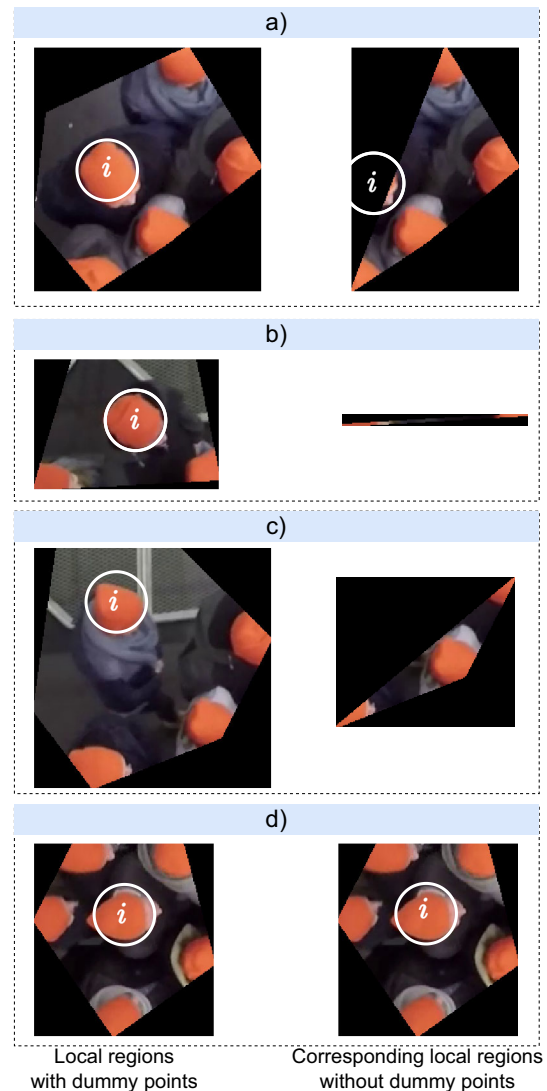 a)
i
i
b)
i
c)
i
d)
i
i
Local regions
with dummy points
Corresponding local regions
without dummy points